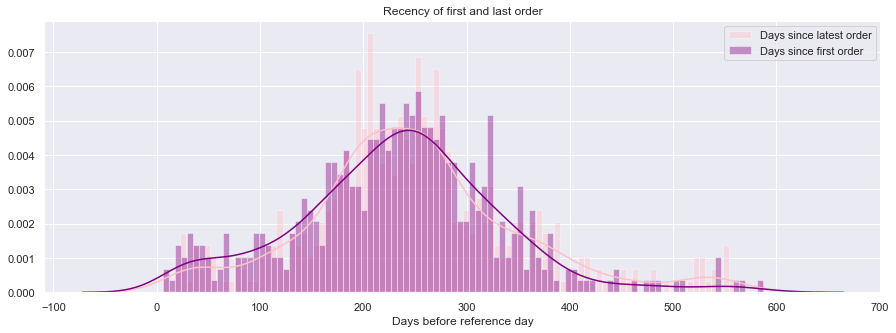 Recency of first and last order
Days since latest order
Days since first order
0.007
0.006
0.005
0.004
0.003
0.002
0.001
0.000
−100 0 100 200 300 400 500 600 700
Days before reference day